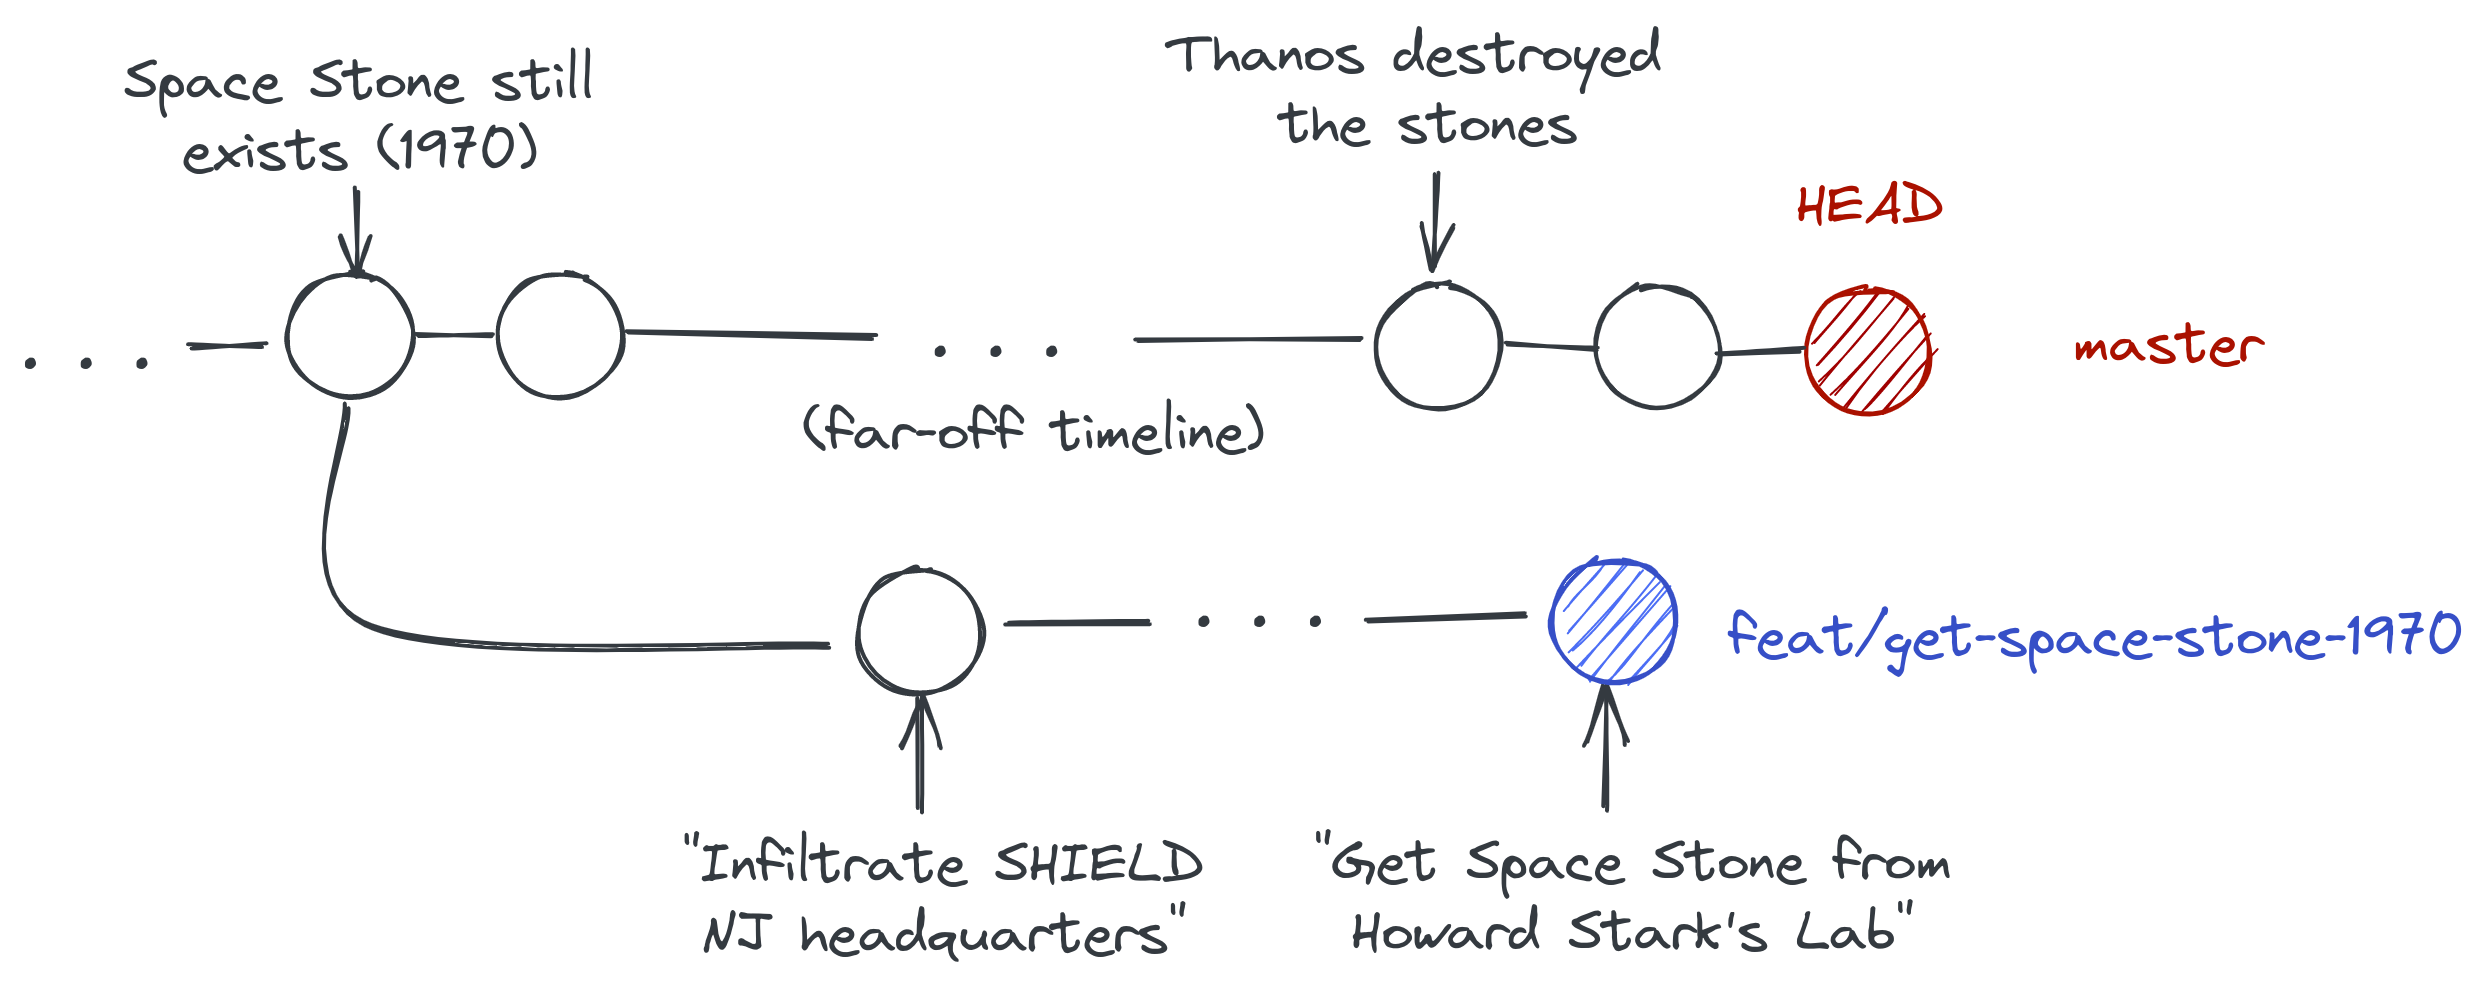 Space Stone still
exists (1970)
Thanos destroyed
the stones
HEAD
master
(far-off timeline)
feat/get-space-stone-1970
"Infiltrate SHIELD
NJ headquarters"
"Get Space Stone from
Howard Stark's Lab"